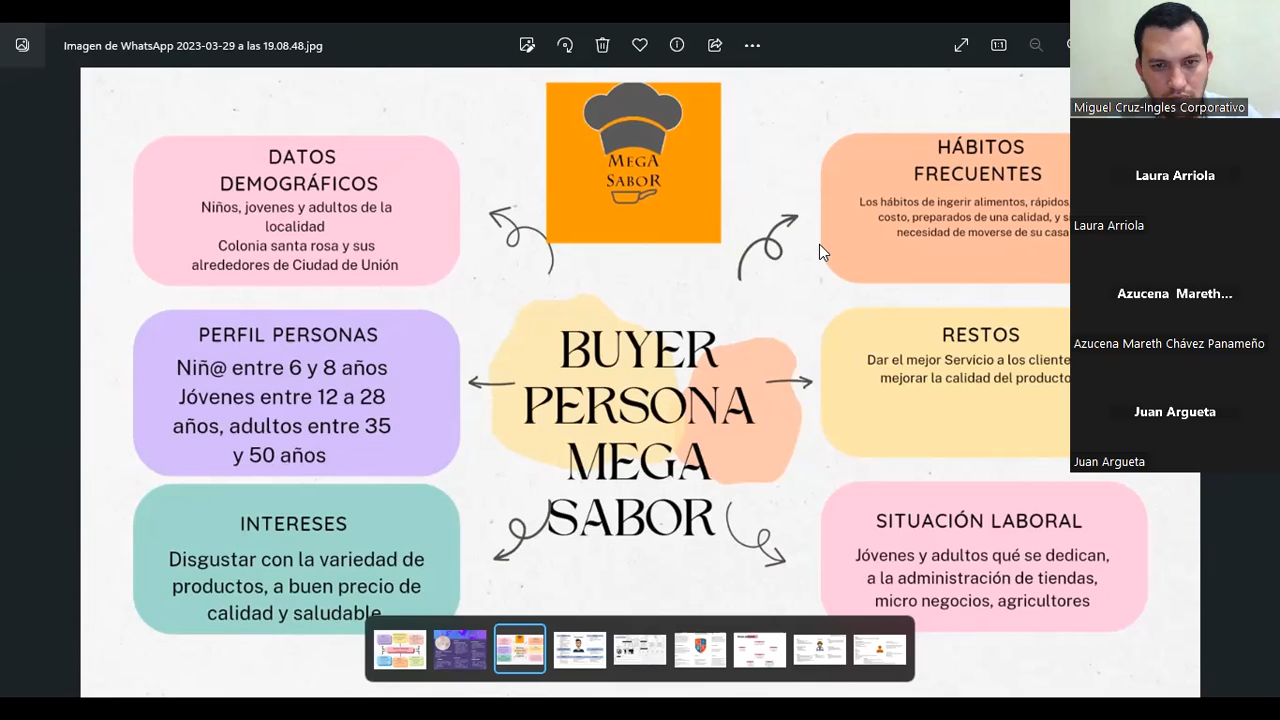 Imagen de WhatsApp 2023-03-29 a las 19.08.48.jpg
MEGA
SABOR
DATOS
DEMOGRÁFICOS
Niños, jovenes y adultos de la
localidad
Colonia santa rosa y sus
alrededores de Ciudad de Unión
PERFIL PERSONAS
Niñ@ entre 6 y 8 años
Jóvenes entre 12 a 28
años, adultos entre 35
y 50 años
INTERESES
Disgustar con la variedad de
productos, a buen precio de
calidad y saludable
BUYER
PERSONA
MEGA
SABOR
HÁBITOS
FRECUENTES
Los hábitos de ingerir alimentos, rápidos,
costo, preparados de una calidad, y
necesidad de moverse de su casa
RESTOS
Dar el mejor Servicio a los
mejorar la calidad del producto
SITUACIÓN LABORAL
Jóvenes y adultos qué se dedican,
a la administración de tiendas,
micro negocios, agricultores
Miguel Cruz-Ingles Corporativo
Laura Arriola
Laura Arriola
Azucena Mareth...
Azucena Mareth Chávez Panameño
Juan Argueta
Juan Argueta